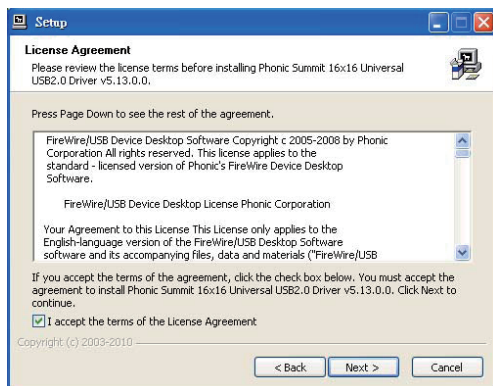 Setup
License Agreement
Please review the license terms before installing Phonic Summit 16x16 Universal
USB2.0 Driver v5.13.0.0.
Press Page Down to see the rest of the agreement.
FireWire/USB Device Desktop Software Copyright c 2005-2008 by Phonic
Corporation All rights reserved. This license applies to the
standard - licensed version of Phonic's FireWire Device Desktop
Software.
FireWire/USB Device Desktop License Phonic Corporation
Your Agreement to this License This License only applies to the
English-language version of the FireWire/USB Desktop Software
software and its accompanying files, data and materials ("FireWire/USB
If you accept the terms of the agreement, click the check box below. You must accept the
agreement to install Phonic Summit 16x16 Universal USB2.0 Driver v5.13.0.0. Click Next to
continue.
I accept the terms of the License Agreement
Copyright (c) 2003-2010
< Back Next > Cancel